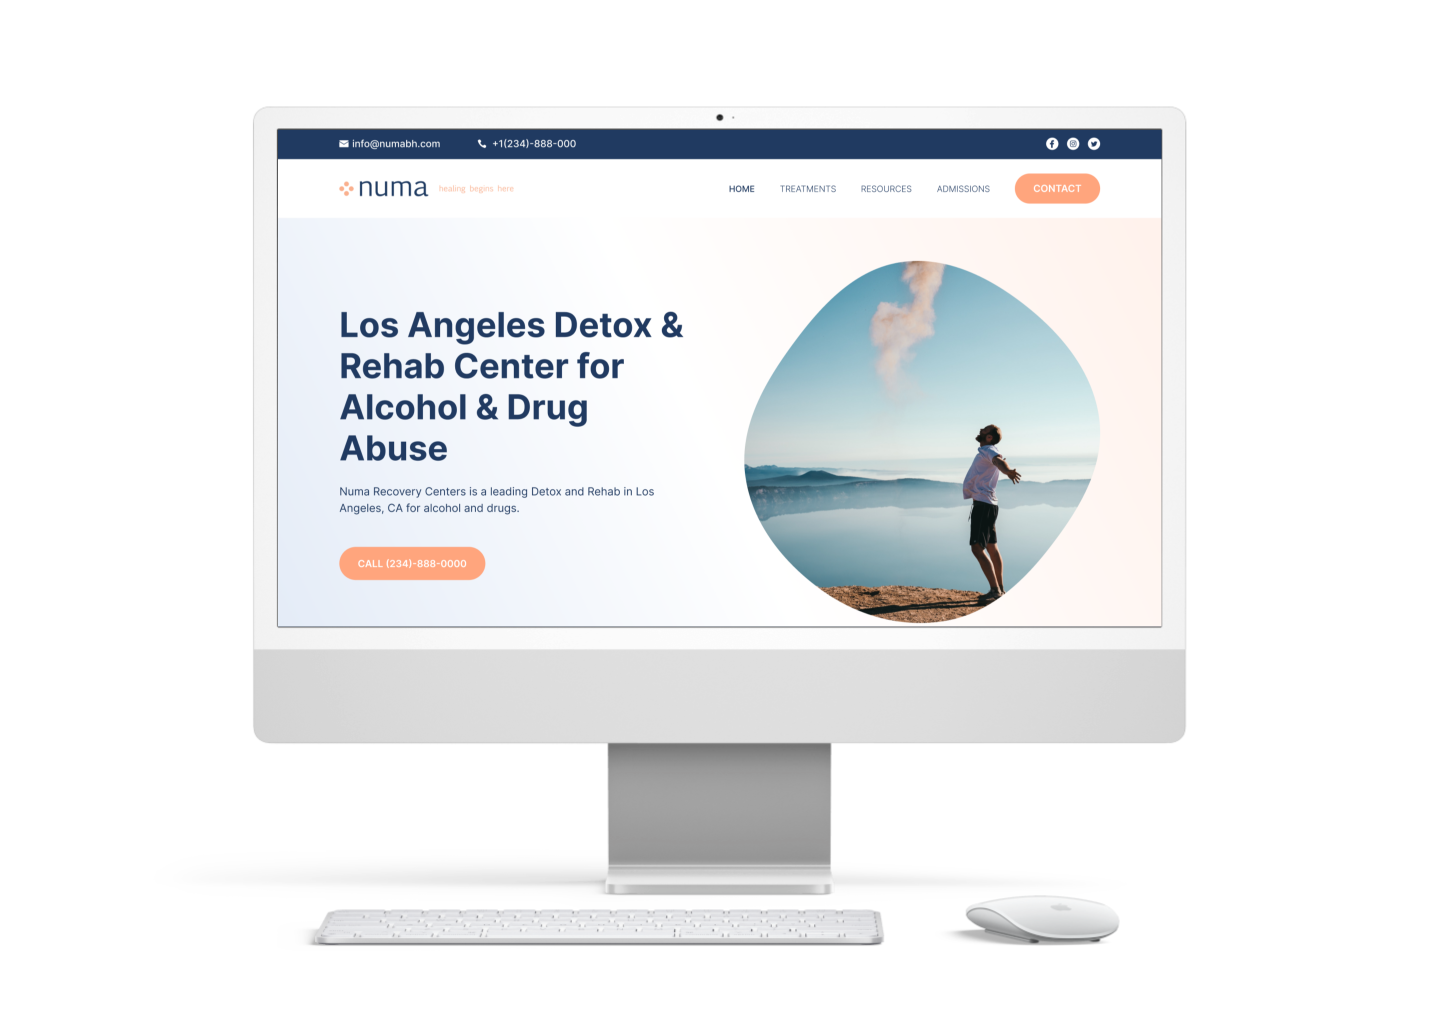 info@numabh.com +1(234)-888-000
numa healing begins here HOME TREATMENTS RESOURCES ADMISSIONS CONTACT
Los Angeles Detox &
Rehab Center for
Alcohol & Drug
Abuse
Numa Recovery Centers is a leading Detox and Rehab in Los
Angeles, CA for alcohol and drugs.
CALL (234)-888-0000